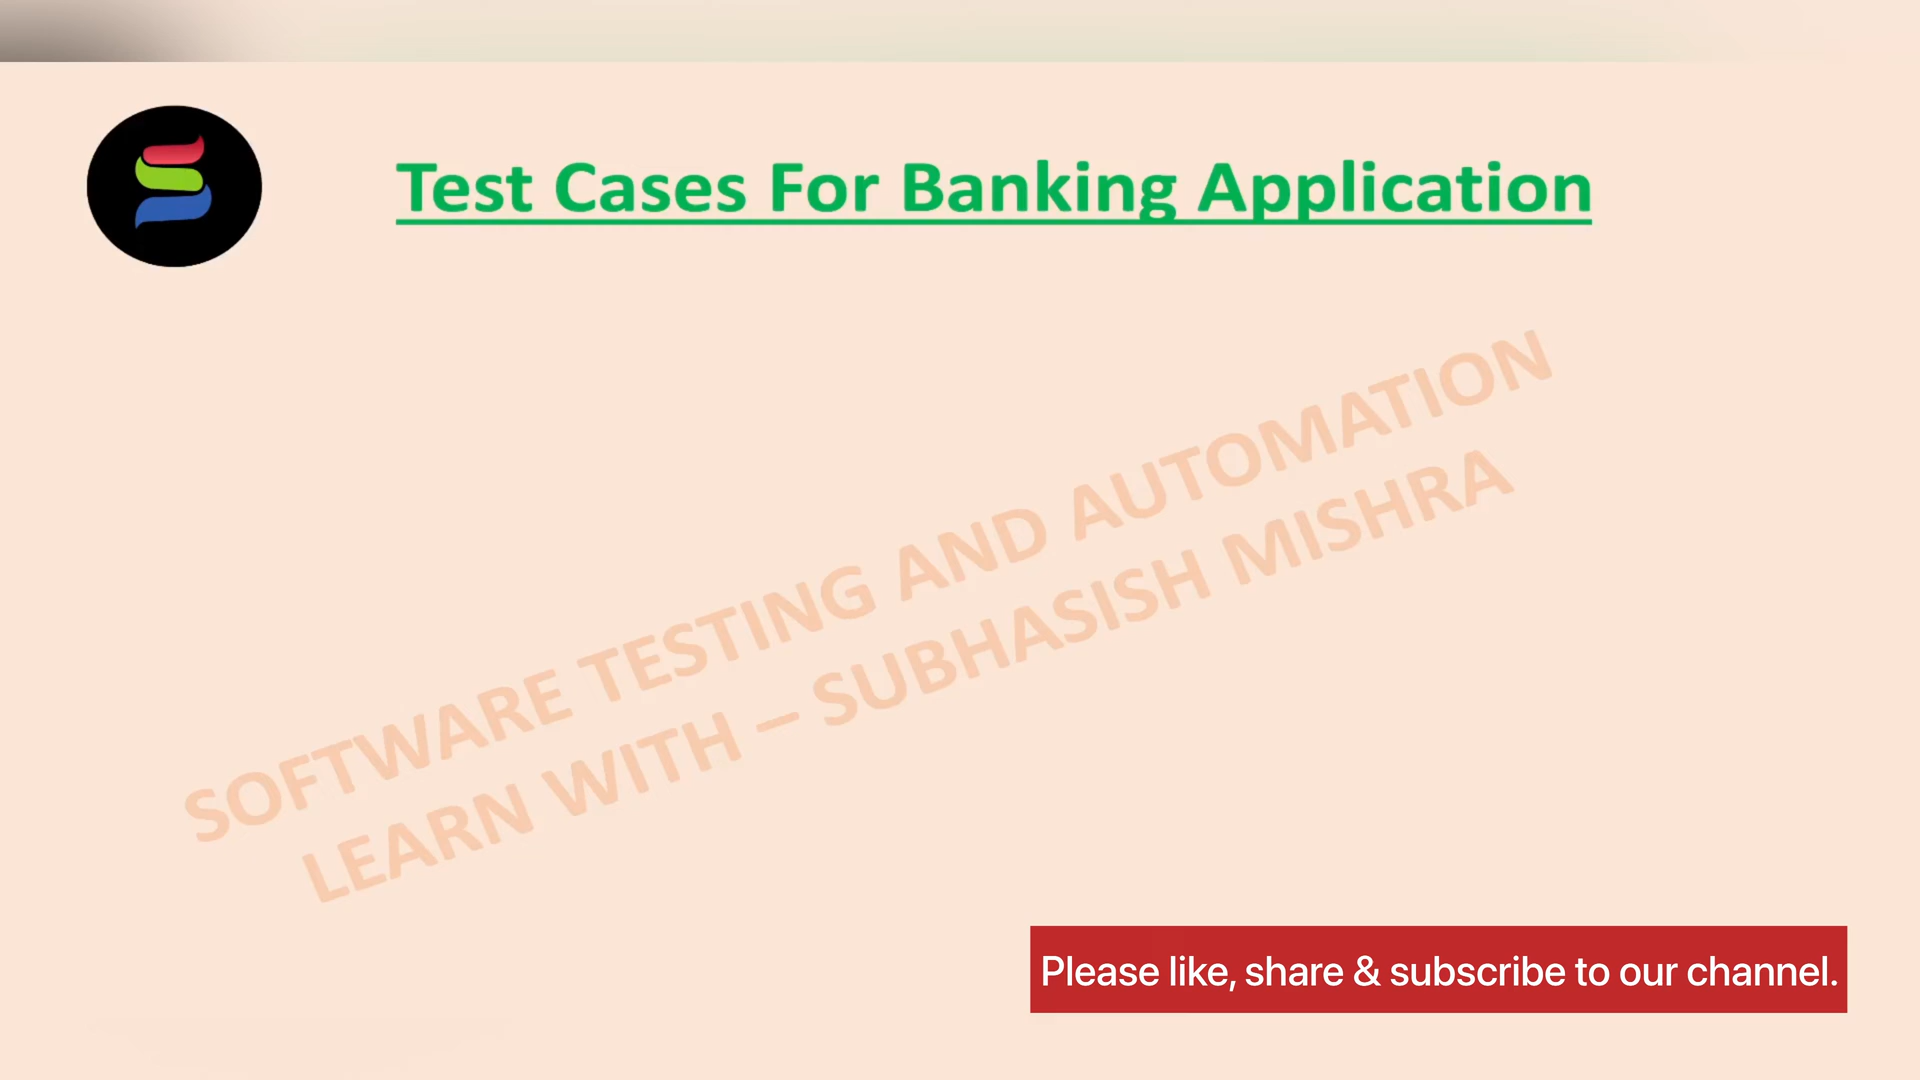 Test Cases For Banking Application
SOFTWARE TESTING AND AUTOMATION
LEARN WITH – SUBHASISH MISHRA
Please like, share & subscribe to our channel.